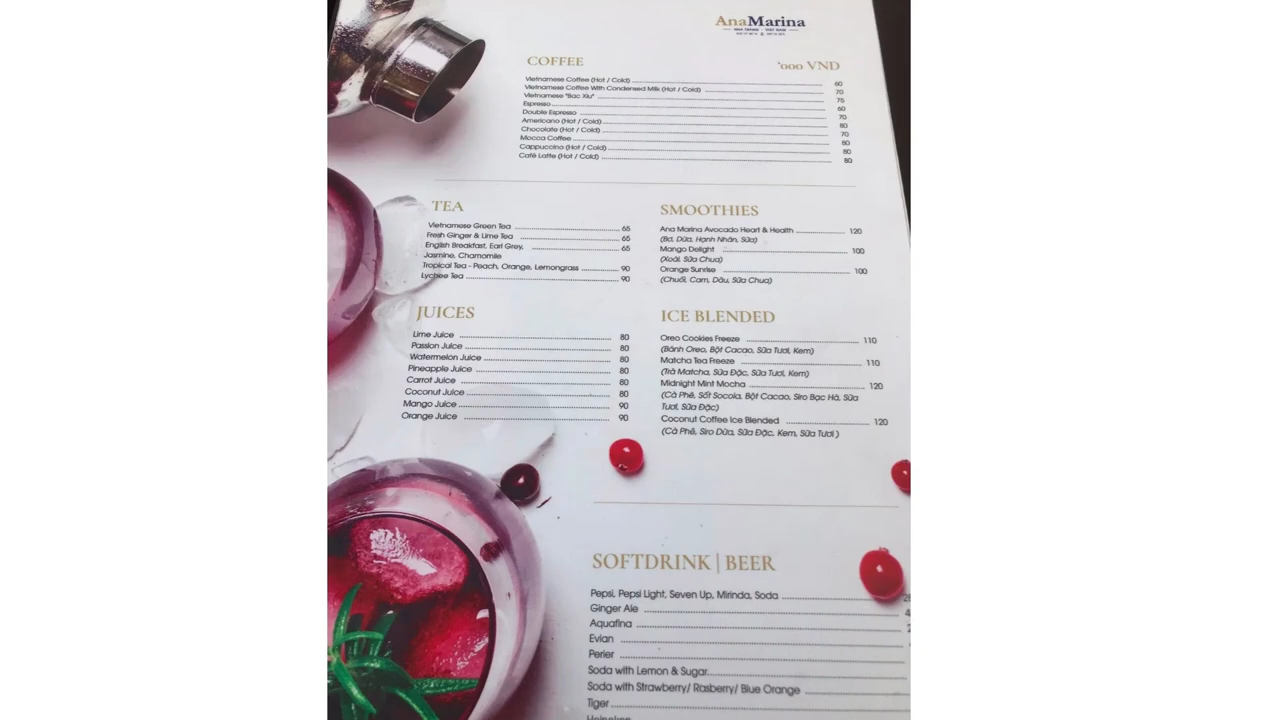 AnaMarina
NHA TRANG - VIET NAM
COFFEE
'000 VND
Vietnamese Coffee (Hot / Cold) 60
Vietnamese Coffee With Condensed Milk (Hot / Cold) 70
Vietnamese "Bac Xiu" 75
Espresso 60
Double Espresso 70
Americano (Hot / Cold) 80
Chocolate (Hot / Cold) 70
Mocca Coffee 80
Cappuccino (Hot / Cold) 80
Café Latte (Hot / Cold) 80
TEA
Vietnamese Green Tea 65
Fresh Ginger & Lime Tea 65
English Breakfast, Earl Grey, 65
Jasmine, Chamomile
Tropical Tea - Peach, Orange, Lemongrass 90
Lychee Tea 90
SMOOTHIES
Ana Marina Avocado Heart & Health 120
(Bơ, Dừa, Hạnh Nhân, Sữa)
Mango Delight 100
(Xoài, Sữa Chua)
Orange Sunrise 100
(Chuối, Cam, Dâu, Sữa Chua)
JUICES
Lime Juice 80
Passion Juice 80
Watermelon Juice 80
Pineapple Juice 80
Carrot Juice 80
Coconut Juice 80
Mango Juice 90
Orange Juice 90
ICE BLENDED
Oreo Cookies Freeze 110
(Bánh Oreo, Bột Cacao, Sữa Tươi, Kem)
Matcha Tea Freeze 110
(Trà Matcha, Sữa Đặc, Sữa Tươi, Kem)
Midnight Mint Mocha 120
(Cà Phê, Sốt Socola, Bột Cacao, Siro Bạc Hà, Sữa
Tươi, Sữa Đặc)
Coconut Coffee Ice Blended 120
(Cà Phê, Siro Dừa, Sữa Đặc, Kem, Sữa Tươi )
SOFTDRINK | BEER
Pepsi, Pepsi Light, Seven Up, Mirinda, Soda
Ginger Ale
Aquafina
Evian
Perier
Soda with Lemon & Sugar
Soda with Strawberry/ Rasberry/ Blue Orange
Tiger